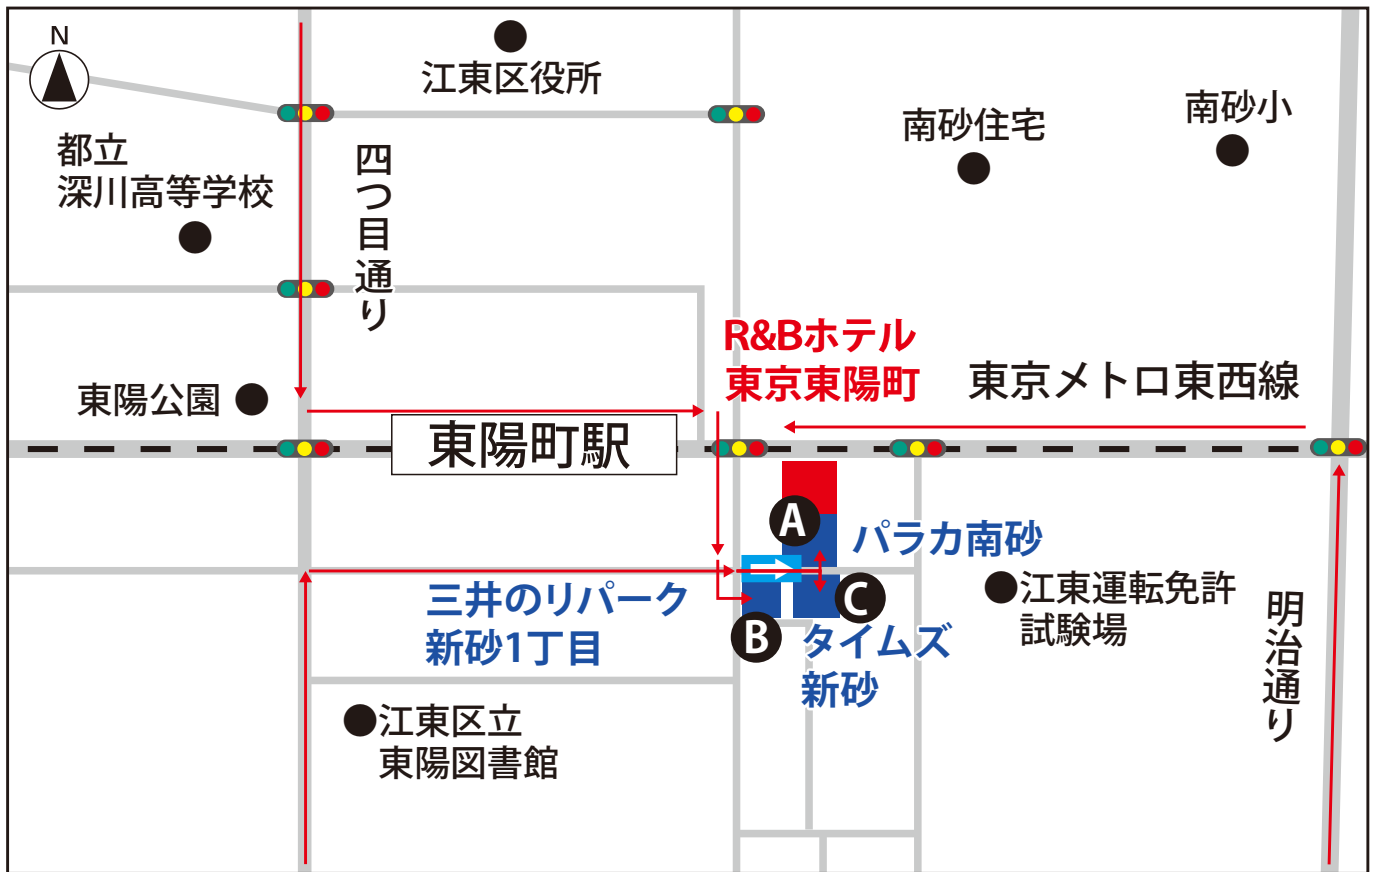 N
江東区役所
南砂住宅
南砂小
都立
深川高等学校
四つ目通り
R&Bホテル
東京東陽町
東京メトロ東西線
東陽公園
東陽町駅
A
パラカ南砂
三井のリパーク
新砂1丁目
B
C
タイムズ
新砂
江東運転免許
試験場
明治通り
江東区立
東陽図書館